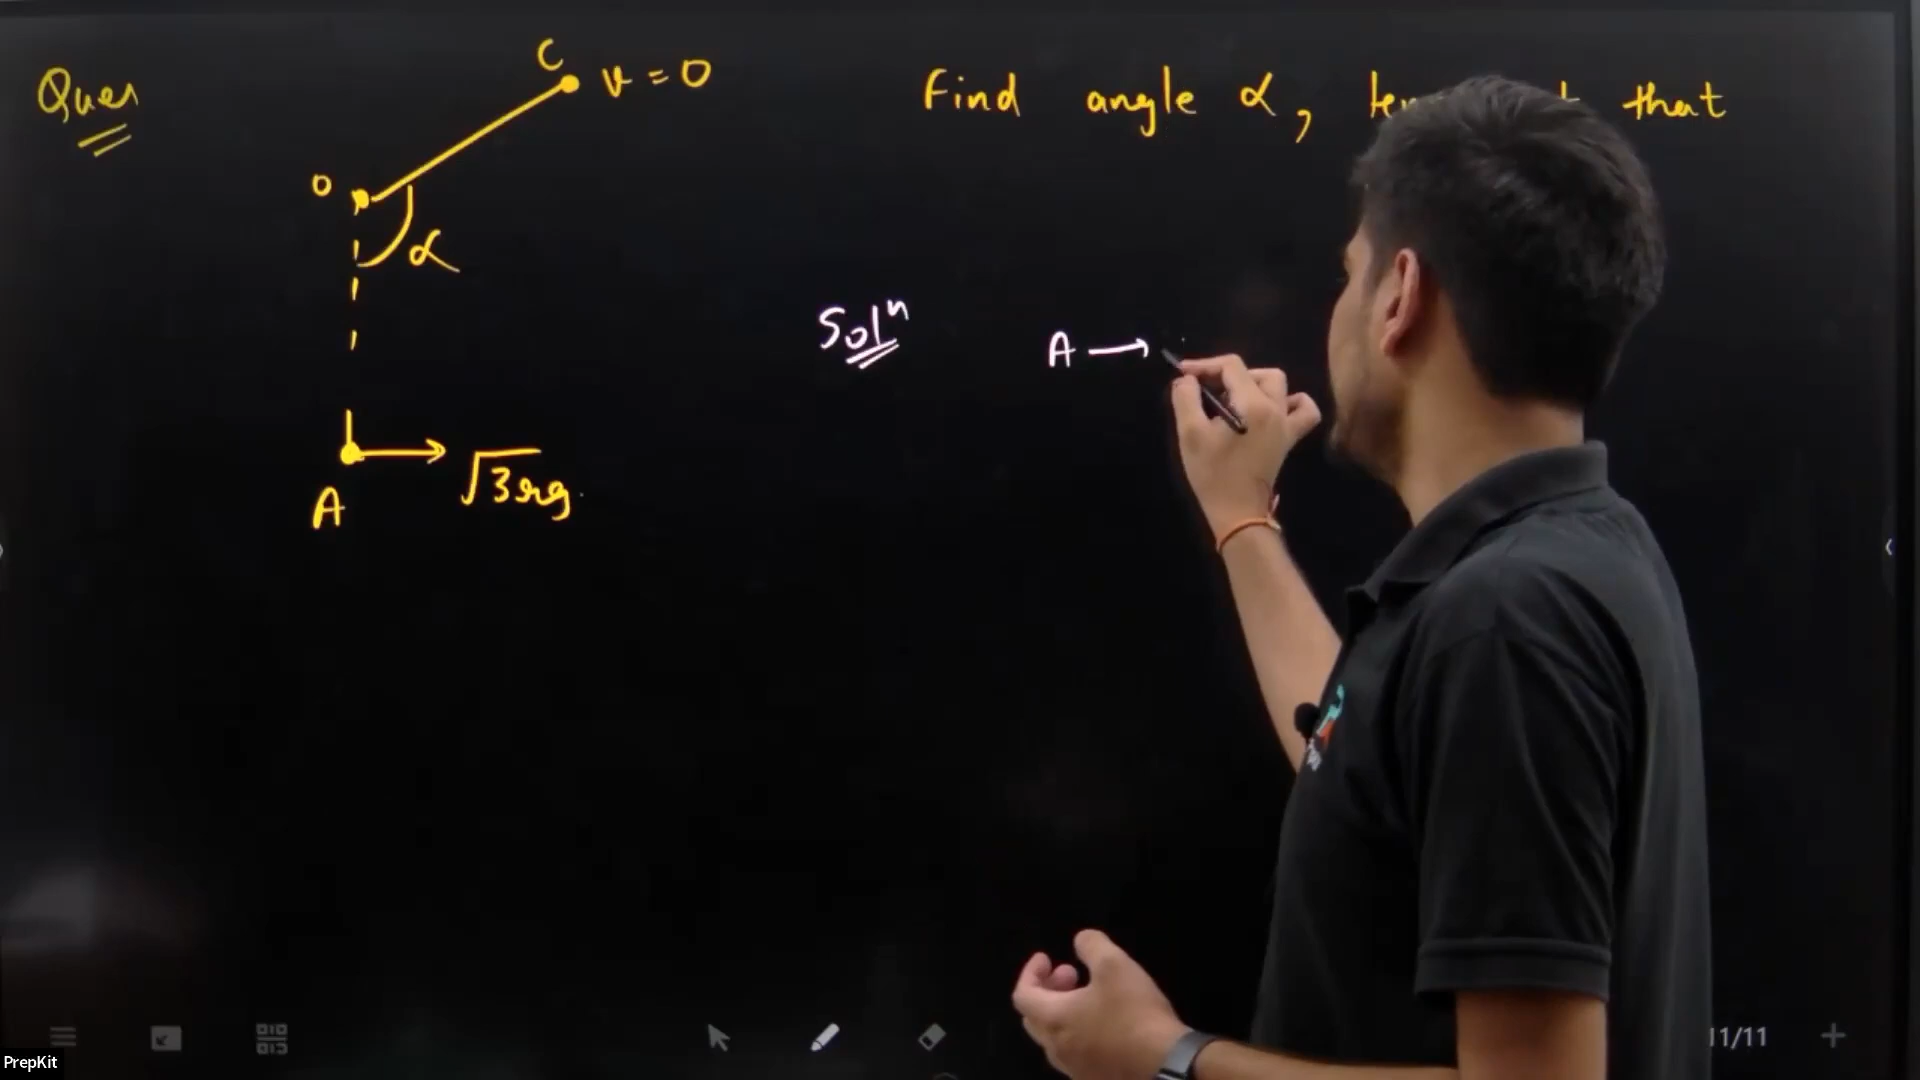 Ques
C
v = 0
Find angle α, that
O
α
Solⁿ
A →
√3rg
A
11/11
PrepKit